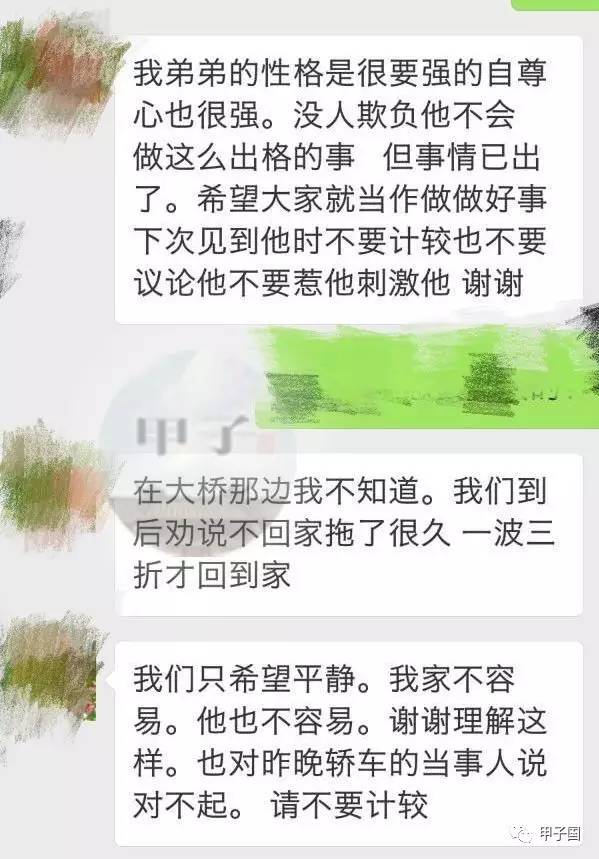 我弟弟的性格是很要强的自尊
心也很强。没人欺负他不会
做这么出格的事 但事情已出
了。希望大家就当作做做好事
下次见到他时不要计较也不要
议论他不要惹他刺激他 谢谢
甲子
在大桥那边我不知道。我们到
后劝说不回家拖了很久 一波三
折才回到家
我们只希望平静。我家不容
易。他也不容易。谢谢理解这
样。也对昨晚轿车的当事人说
对不起。 请不要计较
甲子国